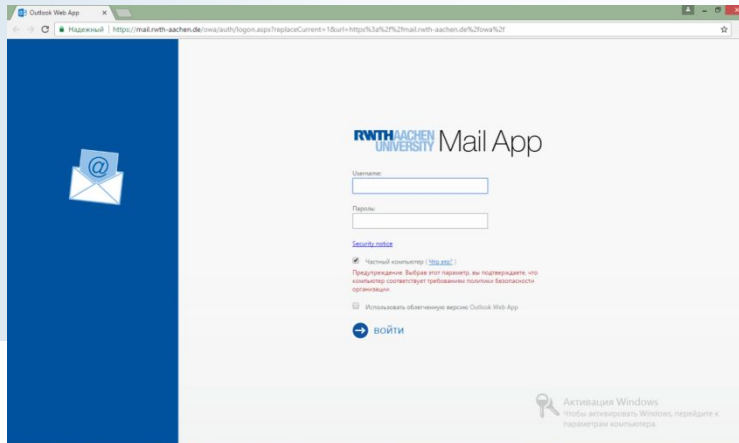 Outlook Web App
Надежный https://mail.rwth-aachen.de/owa/auth/logon.aspx?replaceCurrent=1&url=https%3a%2f%2fmail.rwth-aachen.de%2fowa%2f
RWTHAACHEN
UNIVERSITY
Mail App
Username:
Пароль:
Security notice
Частный компьютер ( Что это? )
Предупреждение. Выбрав этот параметр, вы подтверждаете, что
компьютер соответствует требованиям политики безопасности
организации.
Использовать облегченную версию Outlook Web App
ВОЙТИ
Активация Windows
Чтобы активировать Windows, перейдите к
параметрам компьютера.